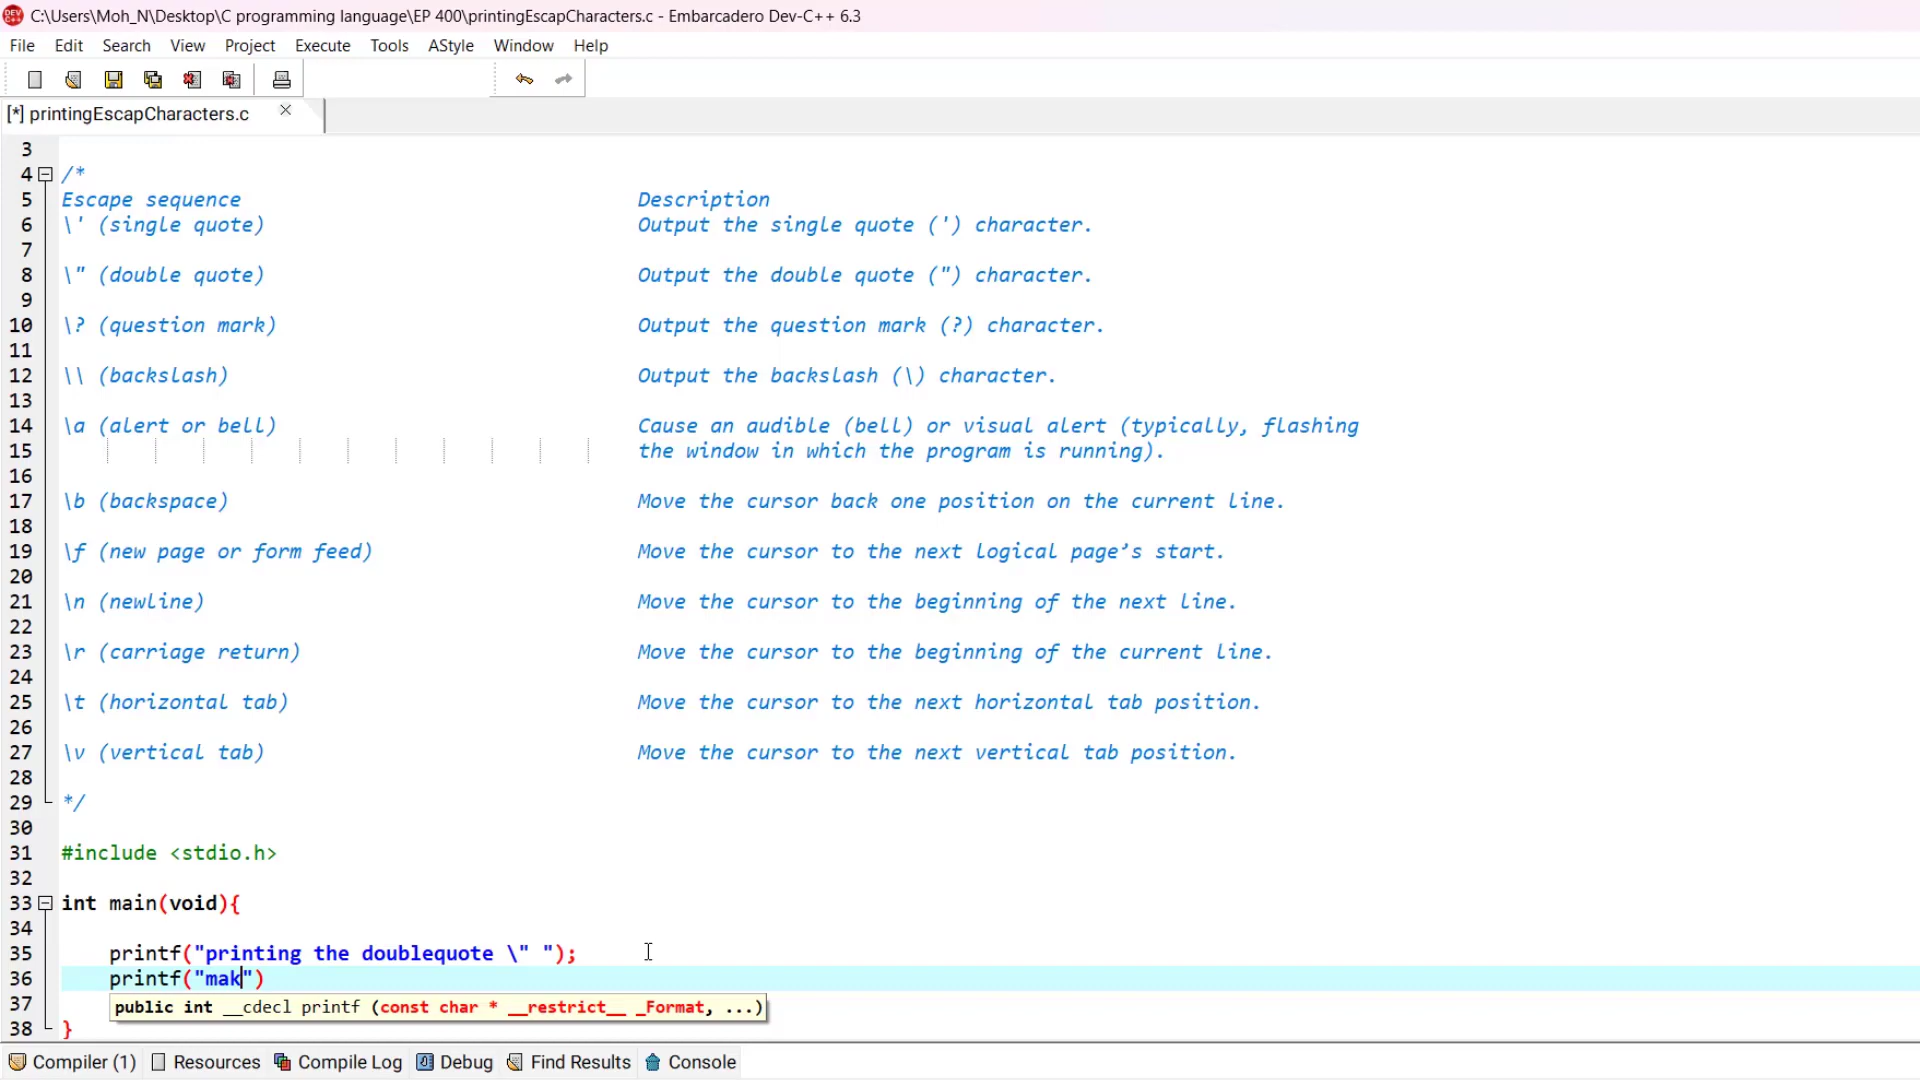 C:\Users\Moh_N\Desktop\C programming language\EP 400\printingEscapCharacters.c - Embarcadero Dev-C++ 6.3
File Edit Search View Project Execute Tools AStyle Window Help
[*] printingEscapCharacters.c
3
4 /*
5 Escape sequence Description
6 \' (single quote) Output the single quote (') character.
7
8 \" (double quote) Output the double quote (") character.
9
10 \? (question mark) Output the question mark (?) character.
11
12 \\ (backslash) Output the backslash (\) character.
13
14 \a (alert or bell) Cause an audible (bell) or visual alert (typically, flashing
15 the window in which the program is running).
16
17 \b (backspace) Move the cursor back one position on the current line.
18
19 \f (new page or form feed) Move the cursor to the next logical page’s start.
20
21 \n (newline) Move the cursor to the beginning of the next line.
22
23 \r (carriage return) Move the cursor to the beginning of the current line.
24
25 \t (horizontal tab) Move the cursor to the next horizontal tab position.
26
27 \v (vertical tab) Move the cursor to the next vertical tab position.
28
29 */
30
31 #include <stdio.h>
32
33 int main(void){
34
35 printf("printing the doublequote \" ");
36 printf("mak")
37 public int __cdecl printf (const char * __restrict__ _Format, ...)
38 }
Compiler (1) Resources Compile Log Debug Find Results Console